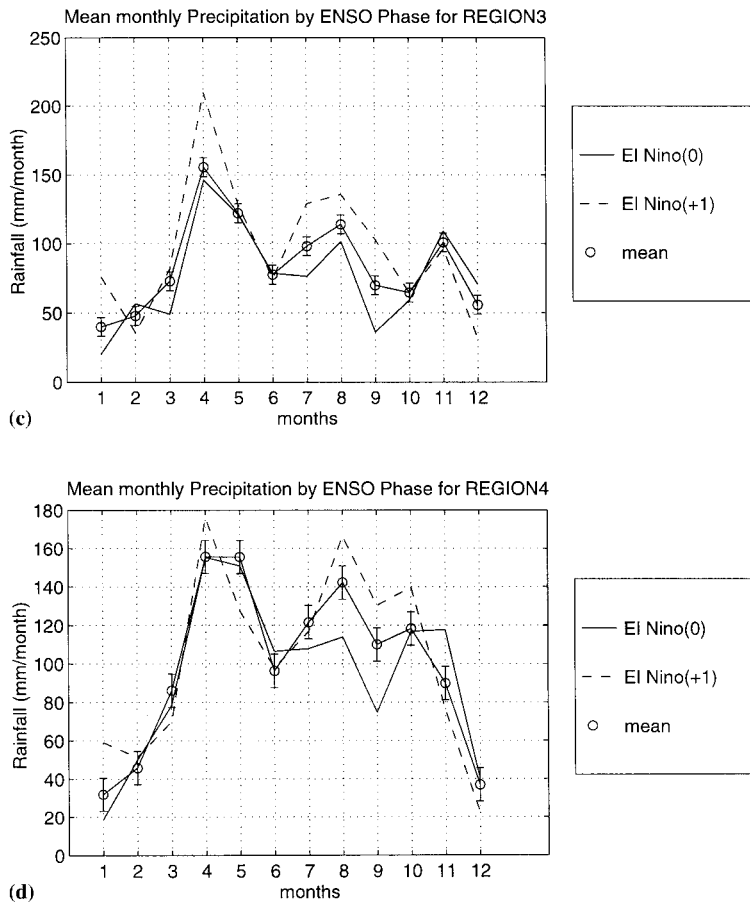 Mean monthly Precipitation by ENSO Phase for REGION3
250
200
150
100
50
0
Rainfall (mm/month)
1 2 3 4 5 6 7 8 9 10 11 12
months
El Nino(0)
El Nino(+1)
mean
(c)
Mean monthly Precipitation by ENSO Phase for REGION4
180
160
140
120
100
80
60
40
20
0
Rainfall (mm/month)
1 2 3 4 5 6 7 8 9 10 11 12
months
El Nino(0)
El Nino(+1)
mean
(d)